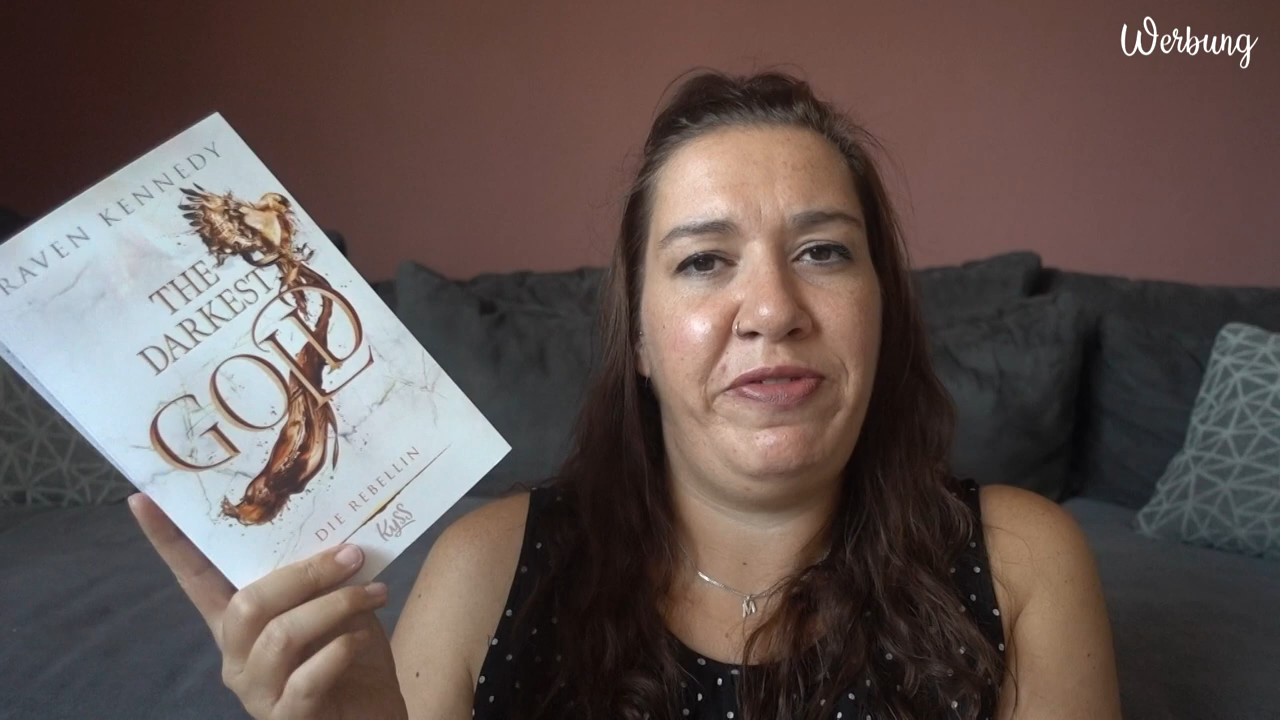 Werbung
RAVEN KENNEDY
THE
DARKEST
GOLD
DIE REBELLIN
Kyss